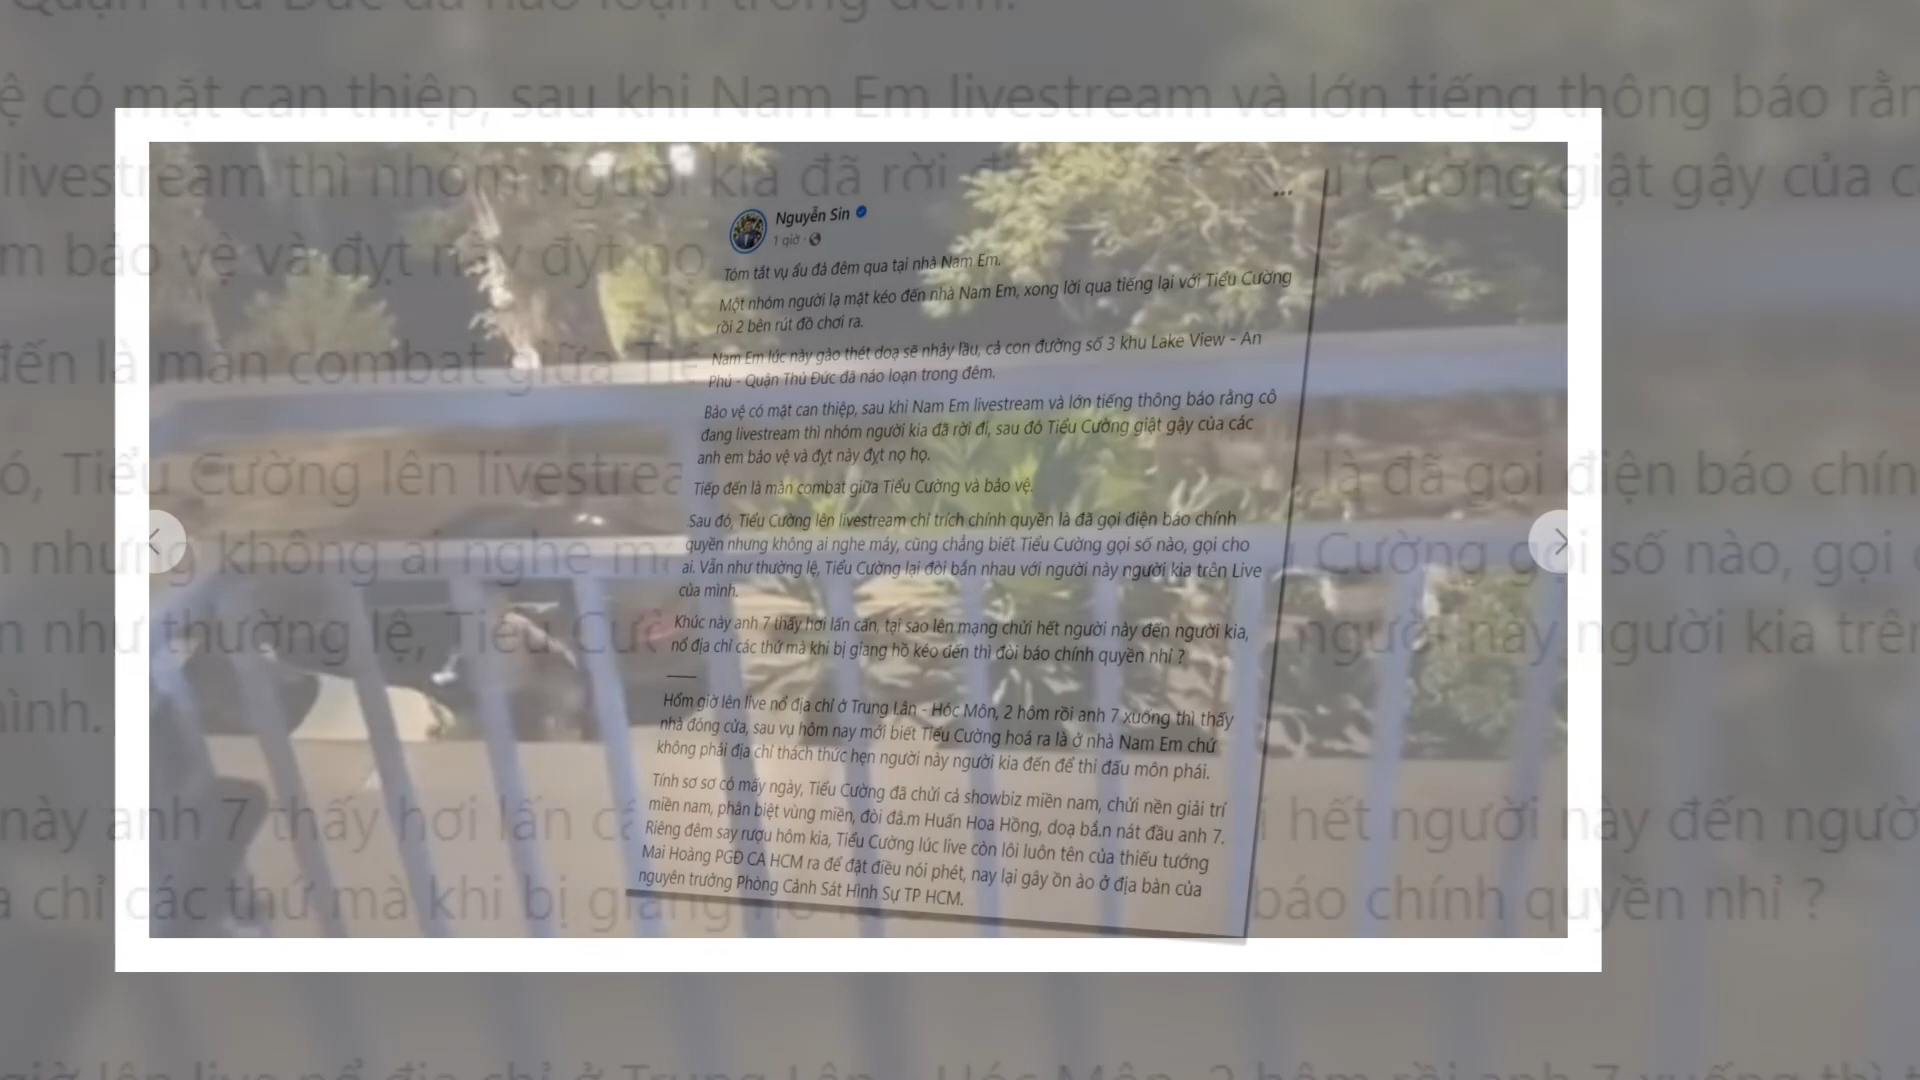 Nguyễn Sin
1 giờ
Tóm tắt vụ ẩu đả đêm qua tại nhà Nam Em.
Một nhóm người lạ mặt kéo đến nhà Nam Em, xong lời qua tiếng lại với Tiểu Cường
rồi 2 bên rút đồ chơi ra.
Nam Em lúc này gào thét doạ sẽ nhảy lầu, cả con đường số 3 khu Lake View - An
Phú - Quận Thủ Đức đã náo loạn trong đêm.
Bảo vệ có mặt can thiệp, sau khi Nam Em livestream và lớn tiếng thông báo rằng cô
đang livestream thì nhóm người kia đã rời đi, sau đó Tiểu Cường giật gậy của các
anh em bảo vệ và đyt này đyt nọ họ.
Tiếp đến là màn combat giữa Tiểu Cường và bảo vệ.
Sau đó, Tiểu Cường lên livestream chỉ trích chính quyền là đã gọi điện báo chính
quyền nhưng không ai nghe máy, cũng chẳng biết Tiểu Cường gọi số nào, gọi cho
ai. Vẫn như thường lệ, Tiểu Cường lại đòi bắn nhau với người này người kia trên Live
của mình.
Khúc này anh 7 thấy hơi lấn cấn, tại sao lên mạng chửi hết người này đến người kia,
nổ địa chỉ các thứ mà khi bị giang hồ kéo đến thì đòi báo chính quyền nhỉ ?
Hổm giờ lên live nổ địa chỉ ở Trung Lân - Hóc Môn, 2 hôm rồi anh 7 xuống thì thấy
nhà đóng cửa, sau vụ hôm nay mới biết Tiểu Cường hoá ra là ở nhà Nam Em chứ
không phải địa chỉ thách thức hẹn người này người kia đến để thi đấu môn phái.
Tính sơ sơ có mấy ngày, Tiểu Cường đã chửi cả showbiz miền nam, chửi nền giải trí
miền nam, phân biệt vùng miền, đòi đâ.m Huấn Hoa Hồng, doạ bắ.n nát đầu anh 7.
Riêng đêm say rượu hôm kia, Tiểu Cường lúc live còn lôi luôn tên của thiếu tướng
Mai Hoàng PGĐ CA HCM ra để đặt điều nói phét, nay lại gây ồn ào ở địa bàn của
nguyên trưởng Phòng Cảnh Sát Hình Sự TP HCM.